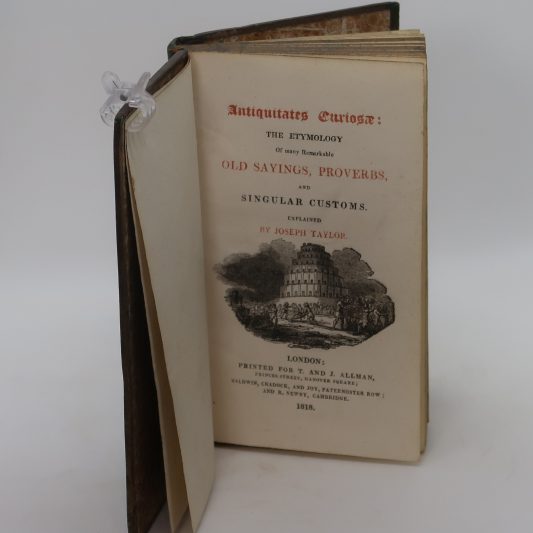 Antiquitates Curiosæ:
THE ETYMOLOGY
Of many Remarkable
OLD SAYINGS, PROVERBS,
AND
SINGULAR CUSTOMS.
EXPLAINED
BY JOSEPH TAYLOR.
LONDON:
PRINTED FOR T. AND J. ALLMAN,
PRINCES STREET, HANOVER SQUARE;
BALDWIN, CRADOCK, AND JOY, PATERNOSTER ROW;
AND R. NEWBY, CAMBRIDGE.
1818.